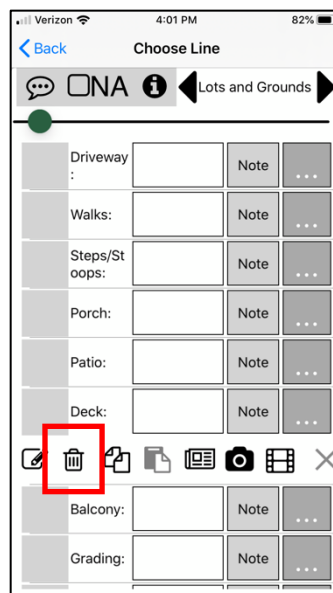 Verizon 4:01 PM 82%
Back Choose Line
NA Lots and Grounds
Driveway Note ...
:
Walks: Note ...
Steps/St Note ...
oops:
Porch: Note ...
Patio: Note ...
Deck: Note ...
Balcony: Note ...
Grading: Note ...